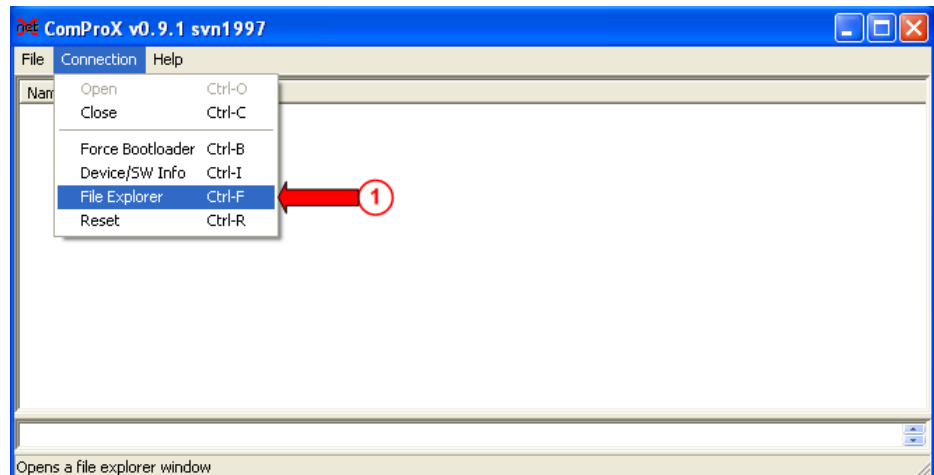 net ComProX v0.9.1 svn1997
File Connection Help
Nam
Open Ctrl-O
Close Ctrl-C
Force Bootloader Ctrl-B
Device/SW Info Ctrl-I
File Explorer Ctrl-F
1
Reset Ctrl-R
Opens a file explorer window